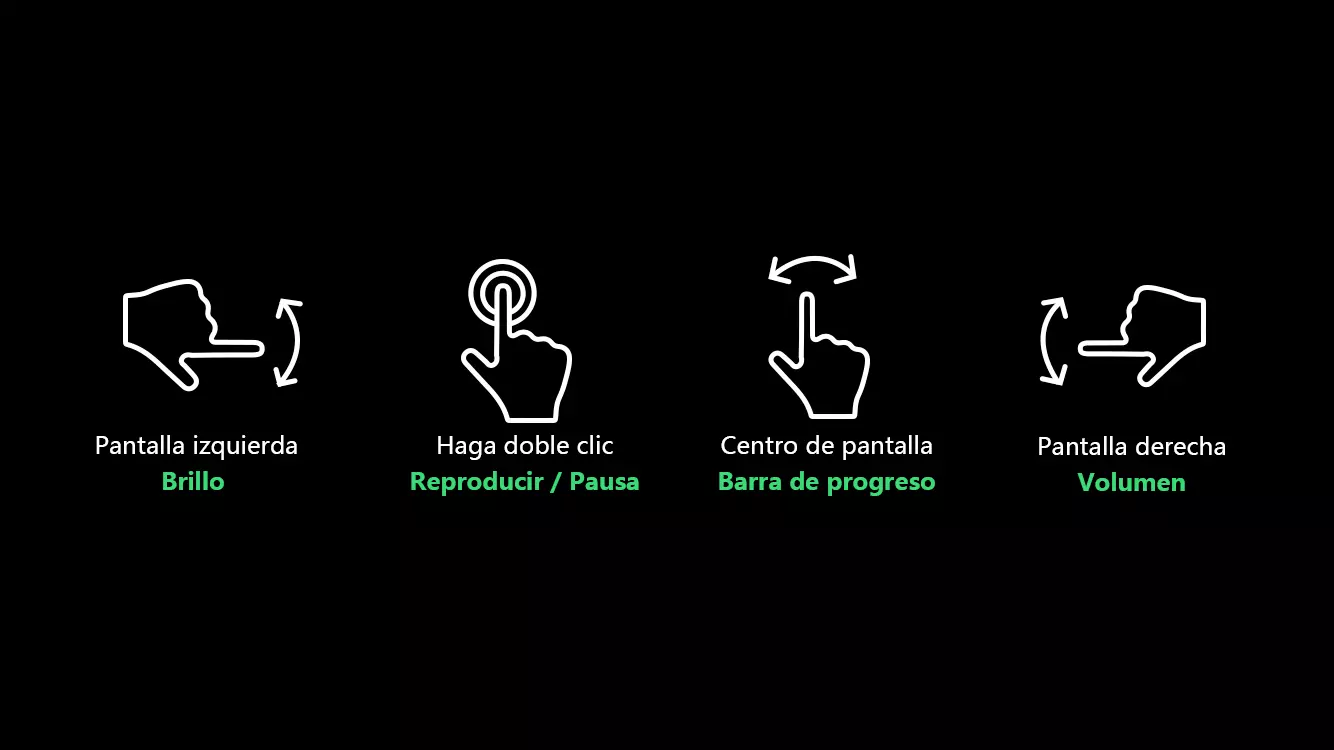 Pantalla izquierda
Brillo
Haga doble clic
Reproducir / Pausa
Centro de pantalla
Barra de progreso
Pantalla derecha
Volumen